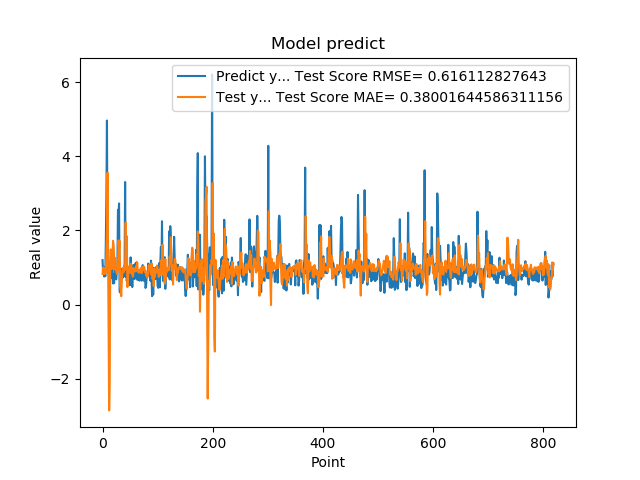 Model predict
Predict y... Test Score RMSE= 0.616112827643
Test y... Test Score MAE= 0.38001644586311156
6
4
2
0
−2
Real value
0 200 400 600 800
Point